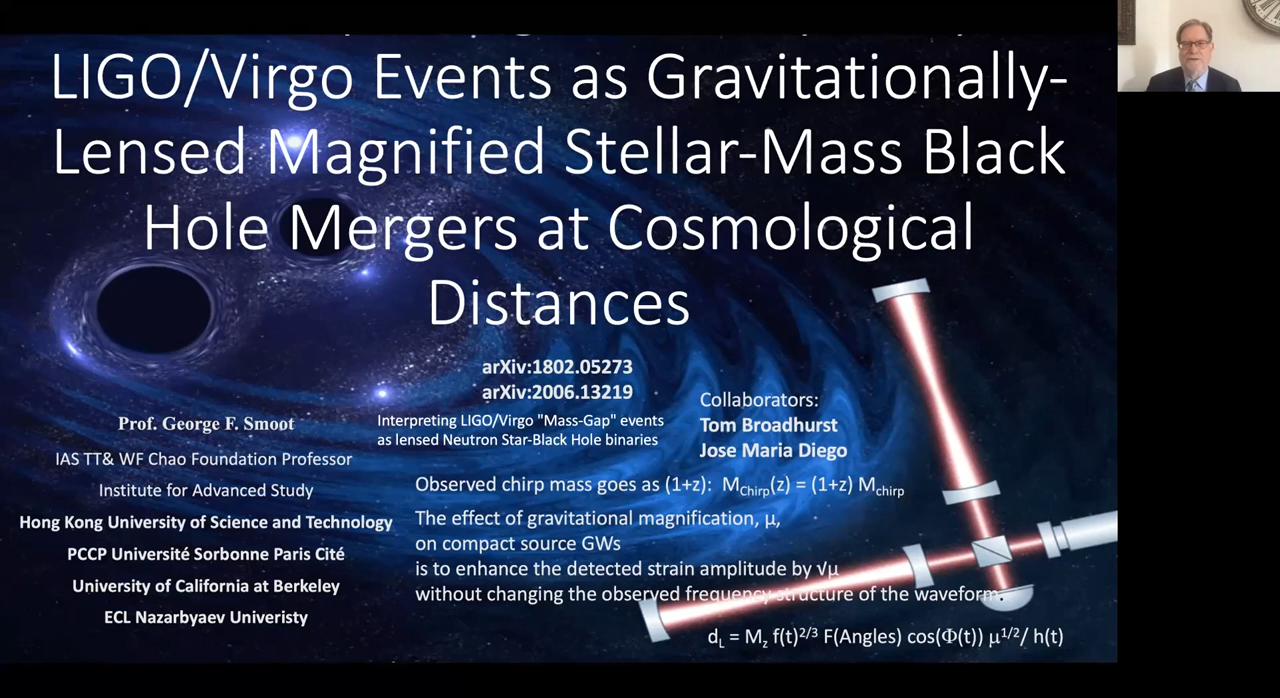 LIGO/Virgo Events as Gravitationally-
Lensed Magnified Stellar-Mass Black
Hole Mergers at Cosmological
Distances
arXiv:1802.05273
arXiv:2006.13219
Interpreting LIGO/Virgo "Mass-Gap" events
as lensed Neutron Star-Black Hole binaries
Collaborators:
Tom Broadhurst
Jose Maria Diego
Prof. George F. Smoot
IAS TT& WF Chao Foundation Professor
Institute for Advanced Study
Hong Kong University of Science and Technology
PCCP Université Sorbonne Paris Cité
University of California at Berkeley
ECL Nazarbyaev Univeristy
Observed chirp mass goes as (1+z): M_Chirp(z) = (1+z) M_chirp
The effect of gravitational magnification, μ,
on compact source GWs
is to enhance the detected strain amplitude by √μ
without changing the observed frequency structure of the waveform.
d_L = M_z f(t)^2/3 F(Angles) cos(Φ(t)) μ^1/2/ h(t)